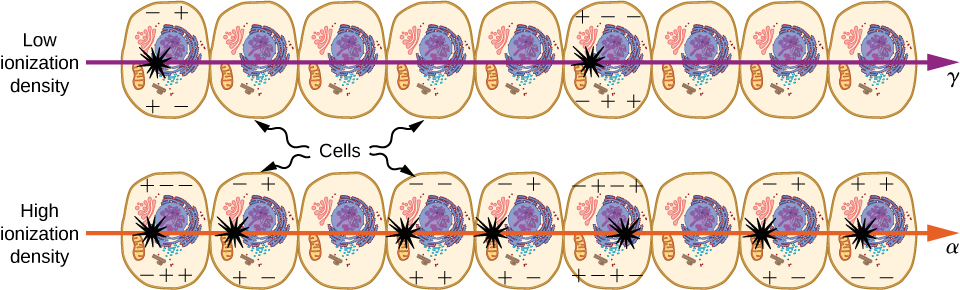 Low
ionization
density
− +
+ −
+ − −
− + +
γ
Cells
High
ionization
density
+ − −
− + +
− +
+ −
− −
+ +
− +
+ −
− + − +
+ − + −
− +
+ −
+ +
− −
α